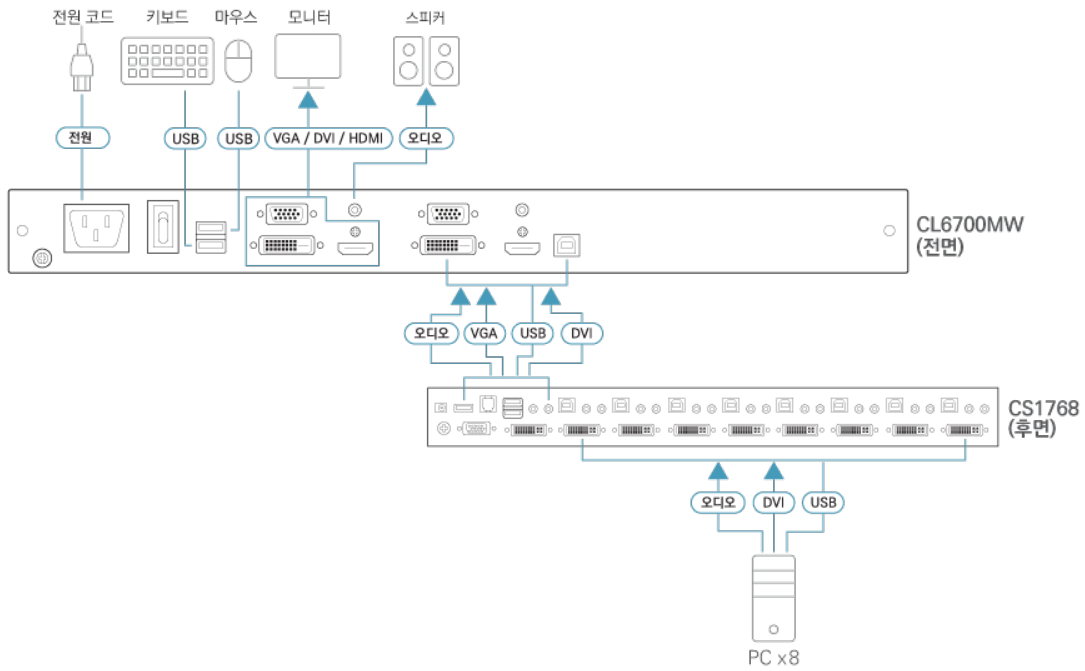 전원 코드
키보드
마우스
모니터
스피커
전원
USB
USB
VGA / DVI / HDMI
오디오
CL6700MW
(전면)
오디오
VGA
USB
DVI
CS1768
(후면)
오디오
DVI
USB
PC x8